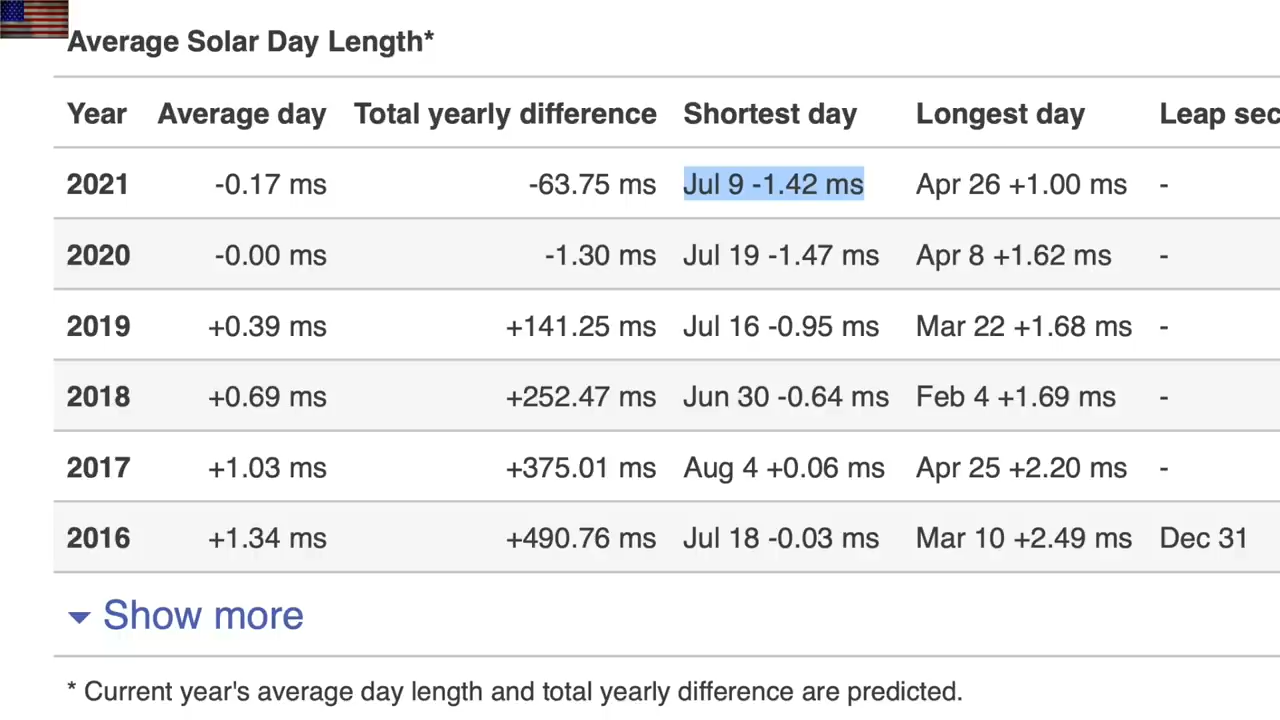 Average Solar Day Length*
Year Average day Total yearly difference Shortest day Longest day Leap sec
2021 -0.17 ms -63.75 ms Jul 9 -1.42 ms Apr 26 +1.00 ms -
2020 -0.00 ms -1.30 ms Jul 19 -1.47 ms Apr 8 +1.62 ms -
2019 +0.39 ms +141.25 ms Jul 16 -0.95 ms Mar 22 +1.68 ms -
2018 +0.69 ms +252.47 ms Jun 30 -0.64 ms Feb 4 +1.69 ms -
2017 +1.03 ms +375.01 ms Aug 4 +0.06 ms Apr 25 +2.20 ms -
2016 +1.34 ms +490.76 ms Jul 18 -0.03 ms Mar 10 +2.49 ms Dec 31
Show more
* Current year's average day length and total yearly difference are predicted.